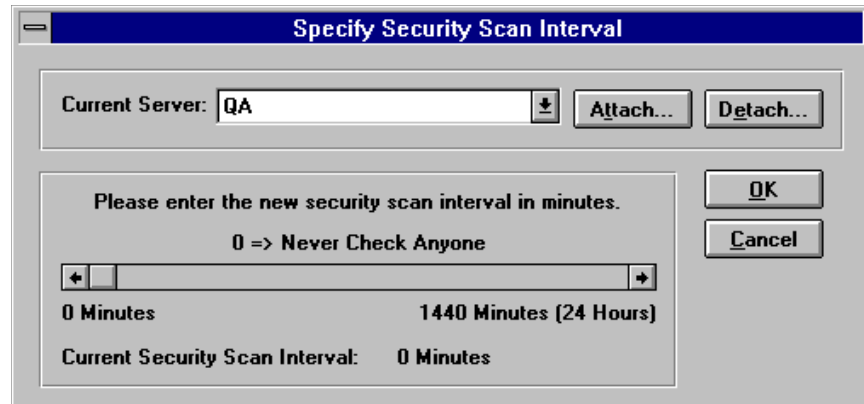 Specify Security Scan Interval
Current Server: QA Attach... Detach...
Please enter the new security scan interval in minutes.
OK
0 => Never Check Anyone
Cancel
0 Minutes 1440 Minutes (24 Hours)
Current Security Scan Interval: 0 Minutes